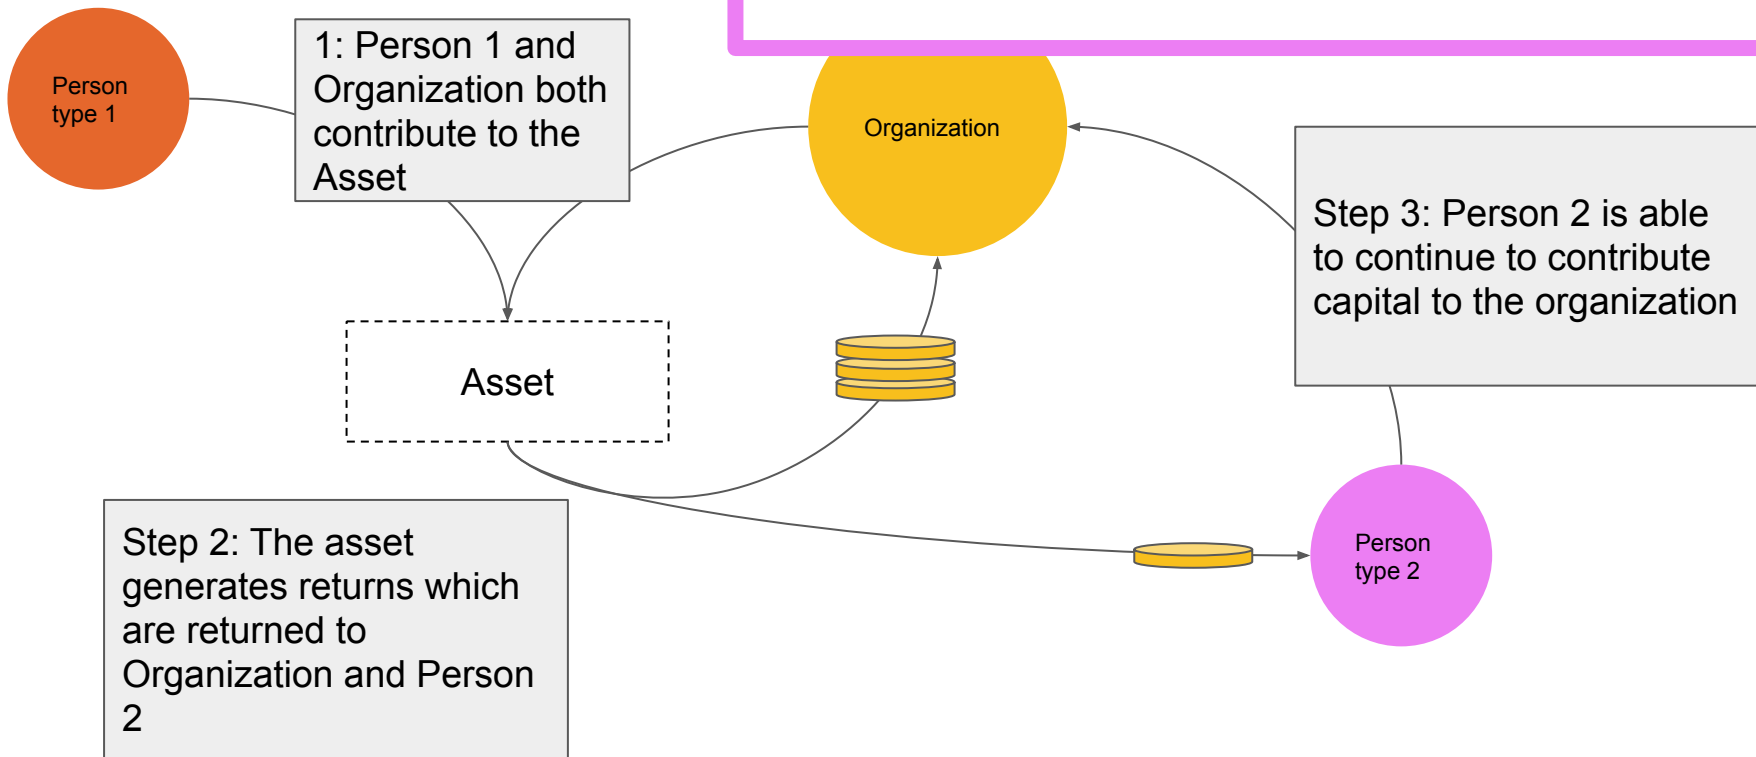 Person
type 1
1: Person 1 and
Organization both
contribute to the
Asset
Organization
Step 3: Person 2 is able
to continue to contribute
capital to the organization
Asset
Step 2: The asset
generates returns which
are returned to
Organization and Person
2
Person
type 2